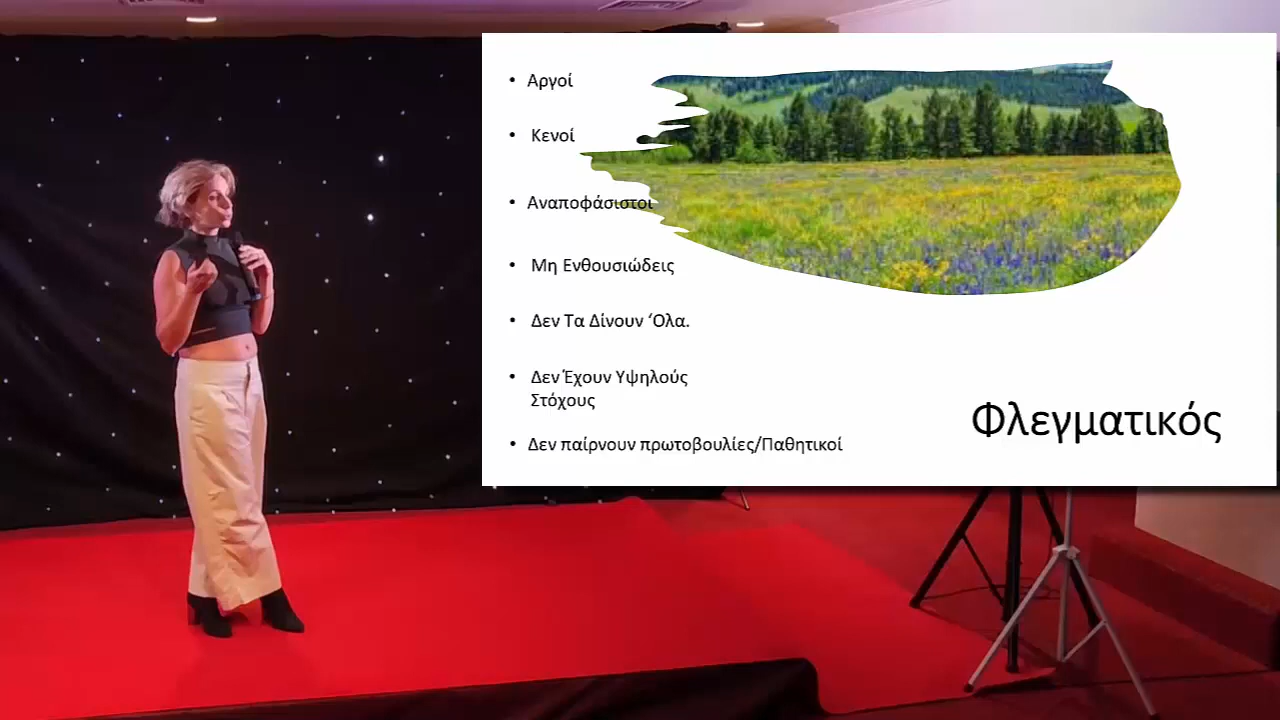 • Αργοί
• Κενοί
• Αναποφάσιστοι
• Μη Ενθουσιώδεις
• Δεν Τα Δίνουν ‘Ολα.
• Δεν Έχουν Υψηλούς
Στόχους
• Δεν παίρνουν πρωτοβουλίες/Παθητικοί
Φλεγματικός